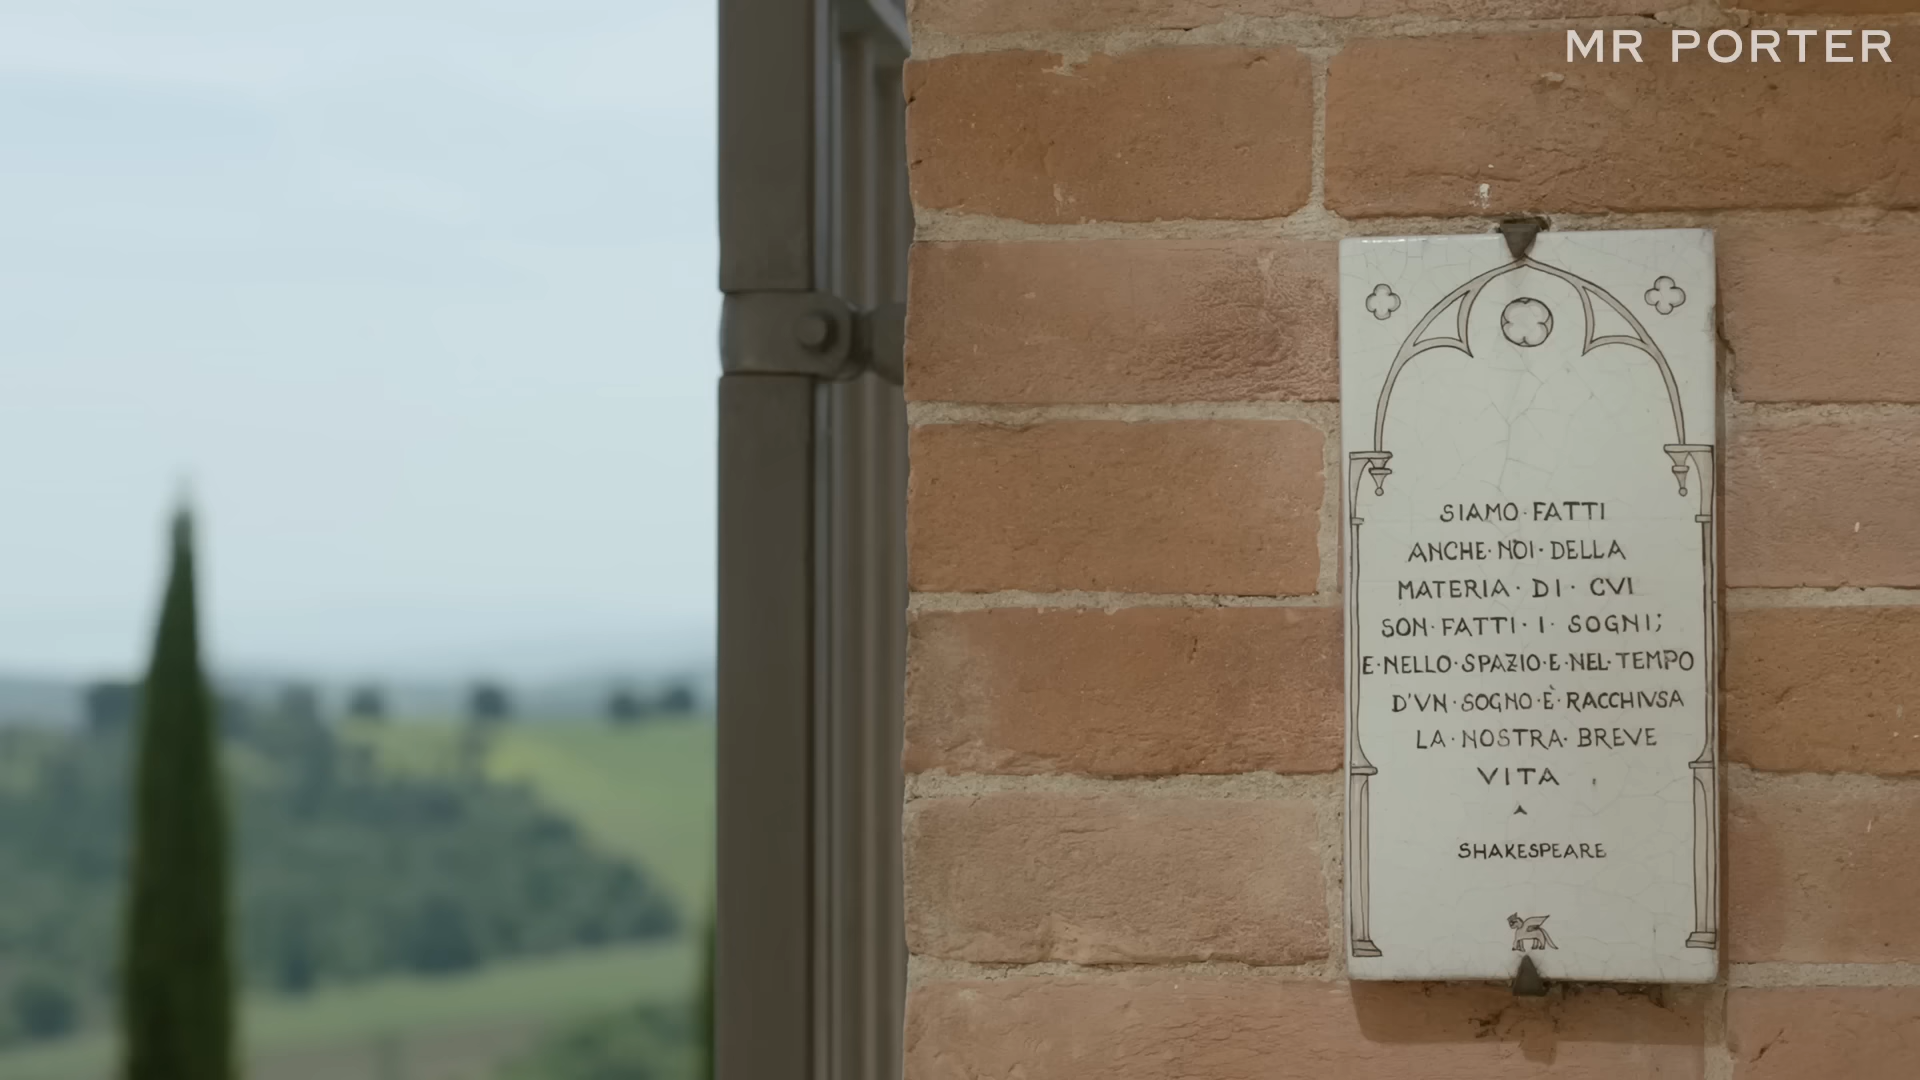 MR PORTER
SIAMO·FATTI
ANCHE·NOI·DELLA
MATERIA·DI·CVI
SON·FATTI·I·SOGNI;
E·NELLO·SPAZIO·E·NEL·TEMPO
D'VN·SOGNO·È·RACCHIVSA
LA·NOSTRA·BREVE
VITA
SHAKESPEARE